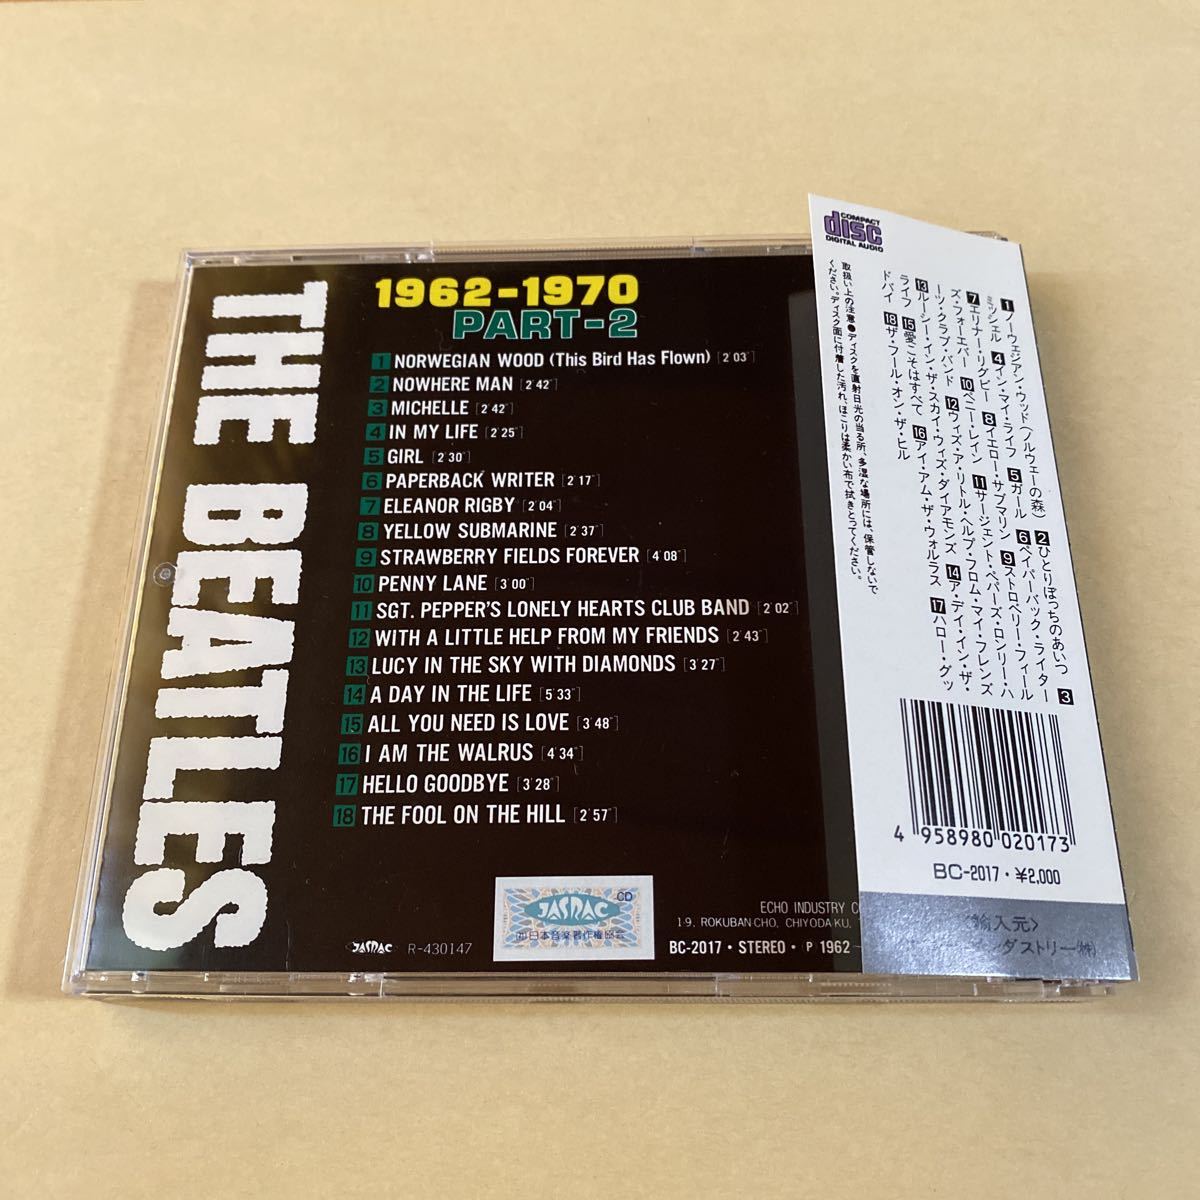 THE BEATLES
1962-1970
PART-2
1 NORWEGIAN WOOD (This Bird Has Flown) [2′03″]
2 NOWHERE MAN [2′42″]
3 MICHELLE [2′42″]
4 IN MY LIFE [2′25″]
5 GIRL [2′30″]
6 PAPERBACK WRITER [2′17″]
7 ELEANOR RIGBY [2′04″]
8 YELLOW SUBMARINE [2′37″]
9 STRAWBERRY FIELDS FOREVER [4′08″]
10 PENNY LANE [3′00″]
11 SGT. PEPPER'S LONELY HEARTS CLUB BAND [2′02″]
12 WITH A LITTLE HELP FROM MY FRIENDS [2′43″]
13 LUCY IN THE SKY WITH DIAMONDS [3′27″]
14 A DAY IN THE LIFE [5′33″]
15 ALL YOU NEED IS LOVE [3′48″]
16 I AM THE WALRUS [4′34″]
17 HELLO GOODBYE [3′28″]
18 THE FOOL ON THE HILL [2′57″]
JASRAC R-430147
CD
JASRAC
㈳日本音楽著作権協会
ECHO INDUSTRY C
1-9, ROKUBAN-CHO, CHIYODA-KU,
BC-2017・STEREO・Ⓟ 1962
COMPACT
disc
DIGITAL AUDIO
1 ノーウェジアン・ウッド(ノルウェーの森) 2 ひとりぼっちのあいつ 3
ミッシェル 4 イン・マイ・ライフ 5 ガール 6 ペイパーバック・ライター
7 エリナー・リグビー 8 イエロー・サブマリン 9 ストロベリー・フィール
ズ・フォーエバー 10 ペニー・レイン 11 サージェント・ペパーズ・ロンリー・ハ
ーツ・クラブ・バンド 12 ウィズ・ア・リトル・ヘルプ・フロム・マイ・フレンズ
13 ルーシー・イン・ザ・スカイ・ウィズ・ダイアモンズ 14 ア・デイ・イン・ザ・
ライフ 15 愛こそはすべて 16 アイ・アム・ザ・ウォルラス 17 ハロー・グッ
ドバイ 18 ザ・フール・オン・ザ・ヒル
取扱い上の注意●ディスクを直射日光の当る所、多湿な場所には、保管しないで
ください。ディスク面に付着した汚れ、ほこりは柔かい布で拭きとってください。
4 958980 020173
BC-2017・¥2,000
輸入元〉
ダストリー㈱